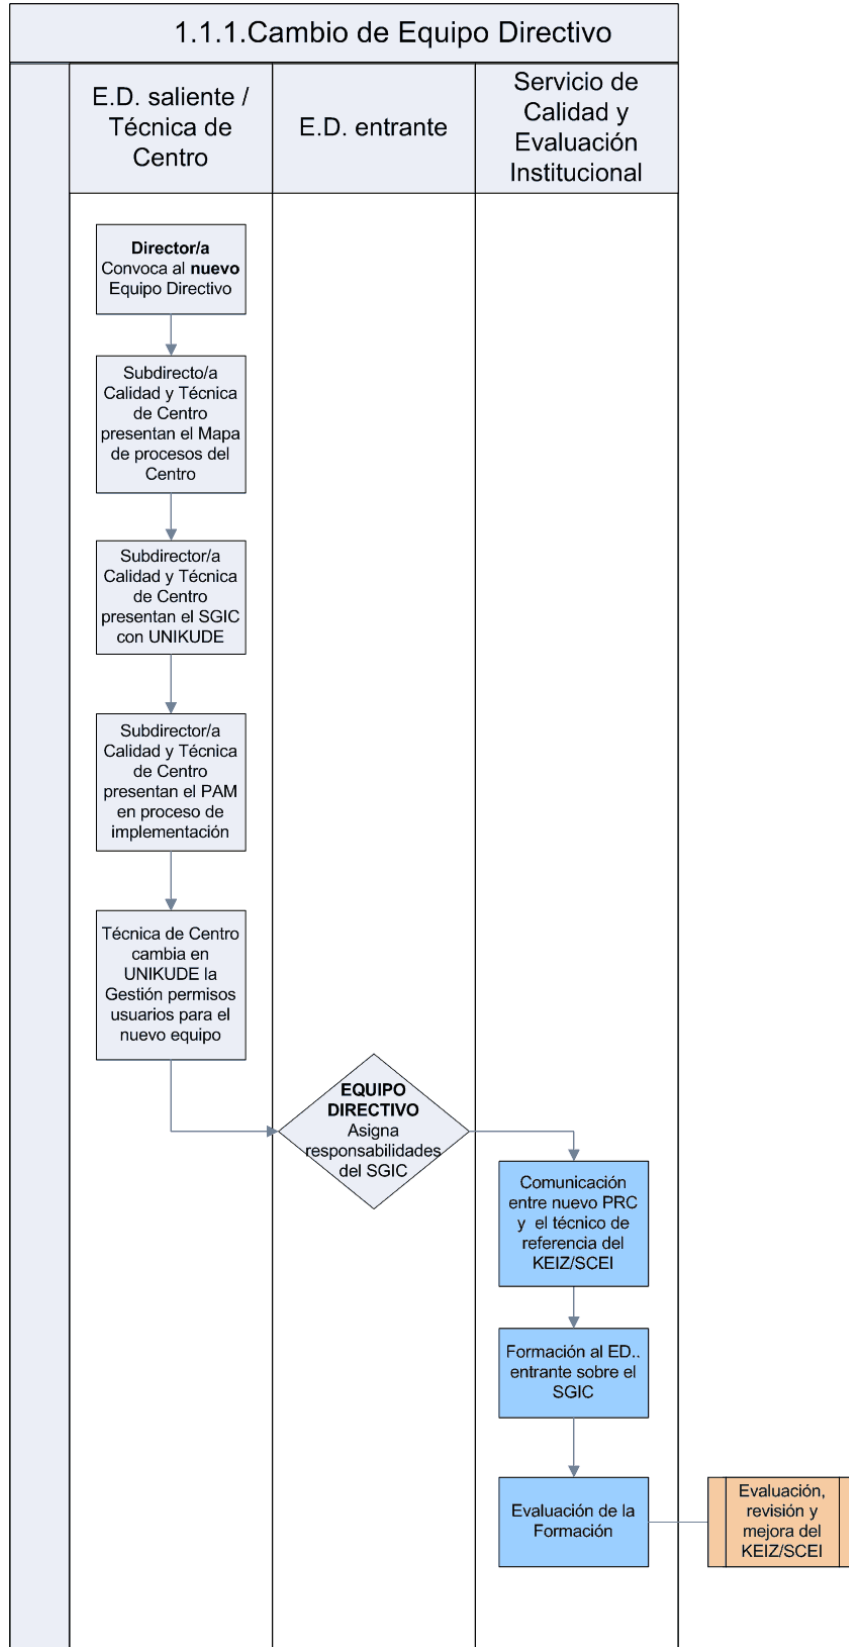 1.1.1.Cambio de Equipo Directivo
E.D. saliente /
Técnica de
Centro
E.D. entrante
Servicio de
Calidad y
Evaluación
Institucional
Director/a
Convoca al nuevo
Equipo Directivo
Subdirecto/a
Calidad y Técnica
de Centro
presentan el Mapa
de procesos del
Centro
Subdirector/a
Calidad y Técnica
de Centro
presentan el SGIC
con UNIKUDE
Subdirector/a
Calidad y Técnica
de Centro
presentan el PAM
en proceso de
implementación
Técnica de Centro
cambia en
UNIKUDE la
Gestión permisos
usuarios para el
nuevo equipo
EQUIPO
DIRECTIVO
Asigna
responsabilidades
del SGIC
Comunicación
entre nuevo PRC
y el técnico de
referencia del
KEIZ/SCEI
Formación al ED..
entrante sobre el
SGIC
Evaluación de la
Formación
Evaluación,
revisión y
mejora del
KEIZ/SCEI